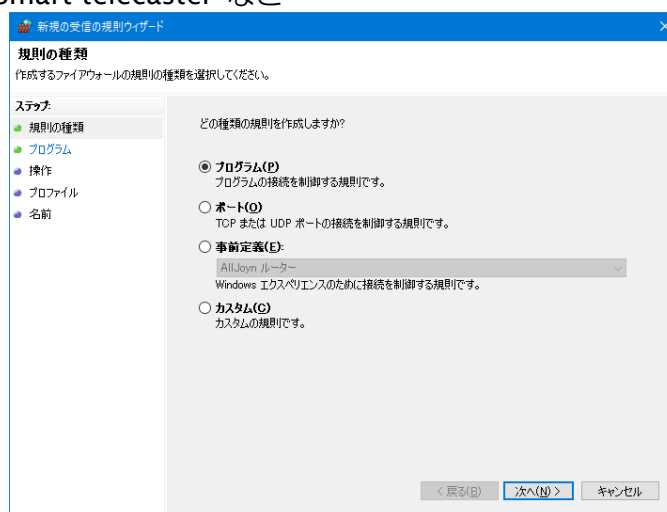 smart telecaster など
新規の受信の規則ウィザード
規則の種類
作成するファイアウォールの規則の種類を選択してください。
ステップ:
規則の種類
プログラム
操作
プロファイル
名前
どの種類の規則を作成しますか?
プログラム(P)
プログラムの接続を制御する規則です。
ポート(O)
TCP または UDP ポートの接続を制御する規則です。
事前定義(E):
AllJoyn ルーター
Windows エクスペリエンスのために接続を制御する規則です。
カスタム(C)
カスタムの規則です。
< 戻る(B)
次へ(N) >
キャンセル